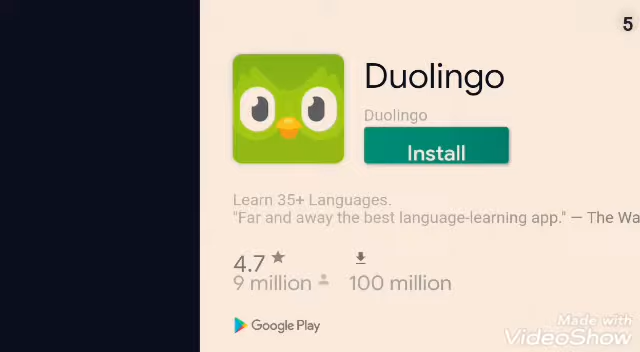 5
Duolingo
Duolingo
Install
Learn 35+ Languages.
"Far and away the best language-learning app." — The Wa
4.7
9 million 100 million
Google Play
Made with
VideoShow